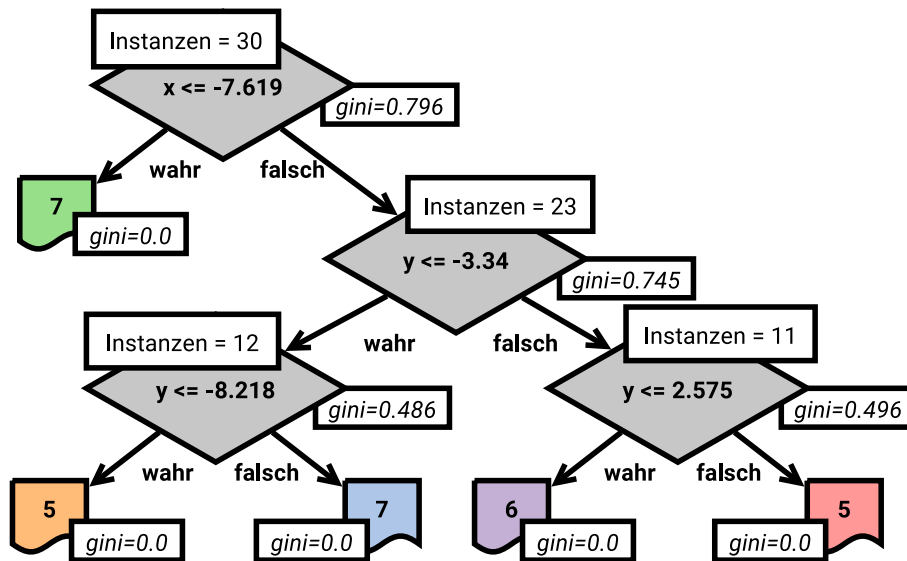 Instanzen = 30
x <= -7.619
gini=0.796
wahr
falsch
7
gini=0.0
Instanzen = 23
y <= -3.34
gini=0.745
wahr
falsch
Instanzen = 12
y <= -8.218
gini=0.486
Instanzen = 11
y <= 2.575
gini=0.496
wahr
falsch
wahr
falsch
5
gini=0.0
7
gini=0.0
6
gini=0.0
5
gini=0.0